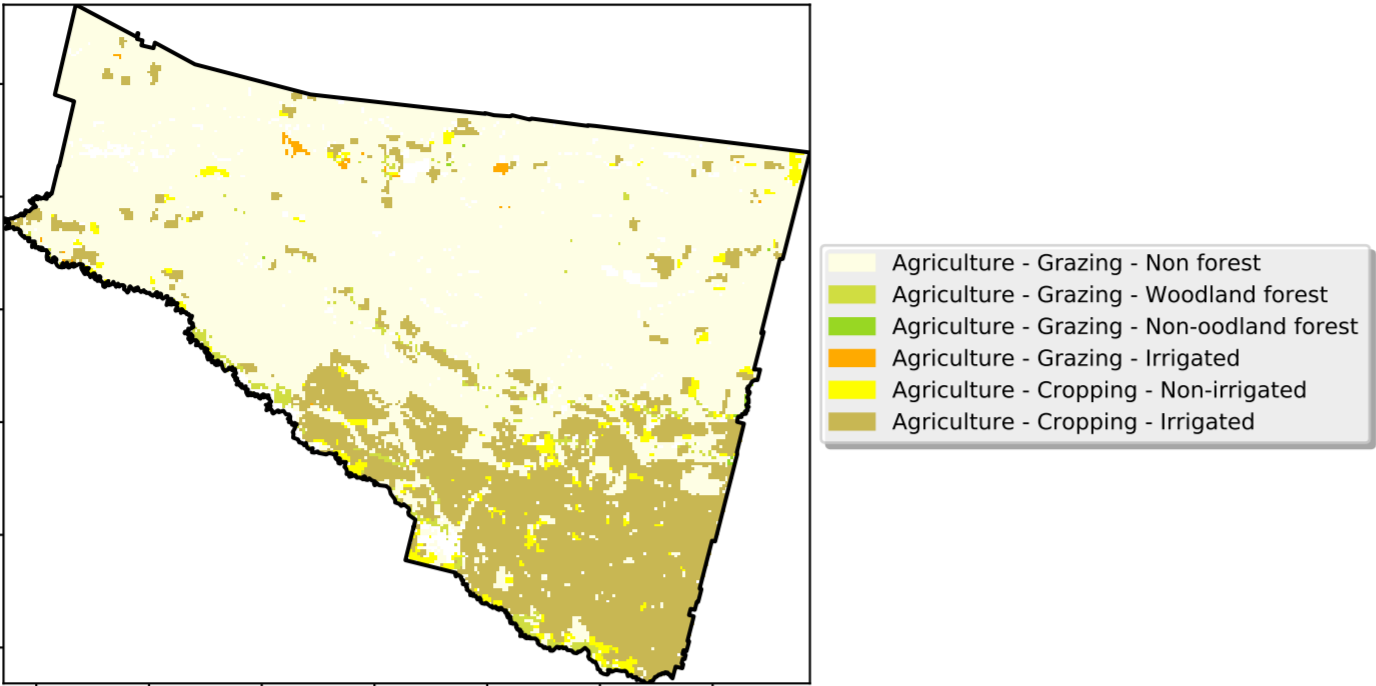 Agriculture - Grazing - Non forest
Agriculture - Grazing - Woodland forest
Agriculture - Grazing - Non-oodland forest
Agriculture - Grazing - Irrigated
Agriculture - Cropping - Non-irrigated
Agriculture - Cropping - Irrigated